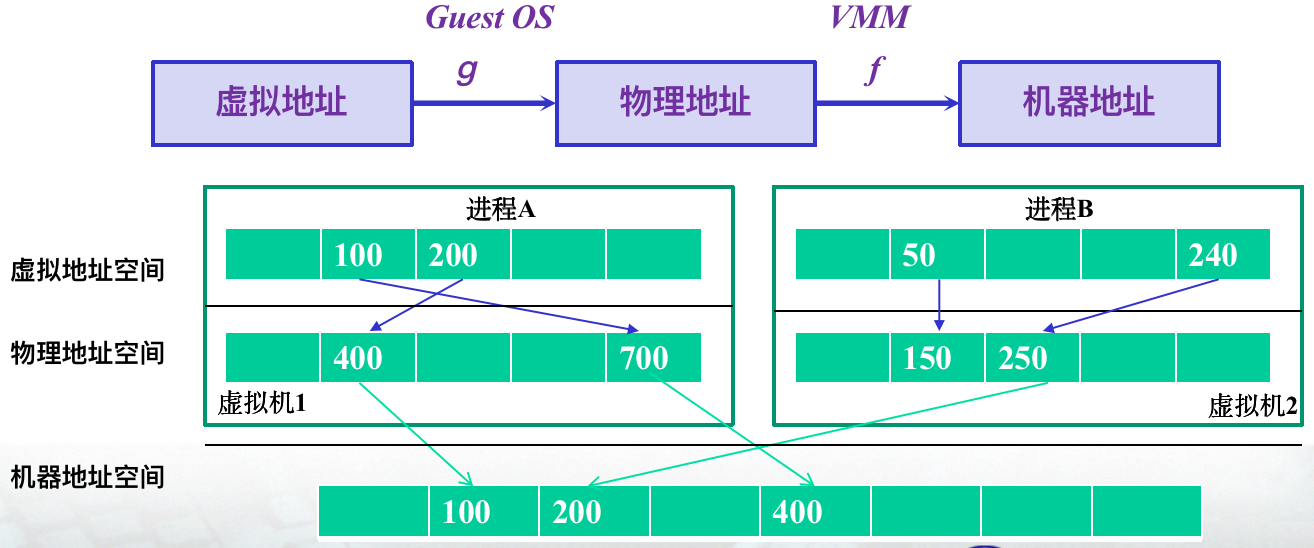 Guest OS VMM
g f
虚拟地址 物理地址 机器地址
进程A 进程B
虚拟地址空间 100 200 50 240
物理地址空间 400 700 150 250
虚拟机1 虚拟机2
机器地址空间 100 200 400